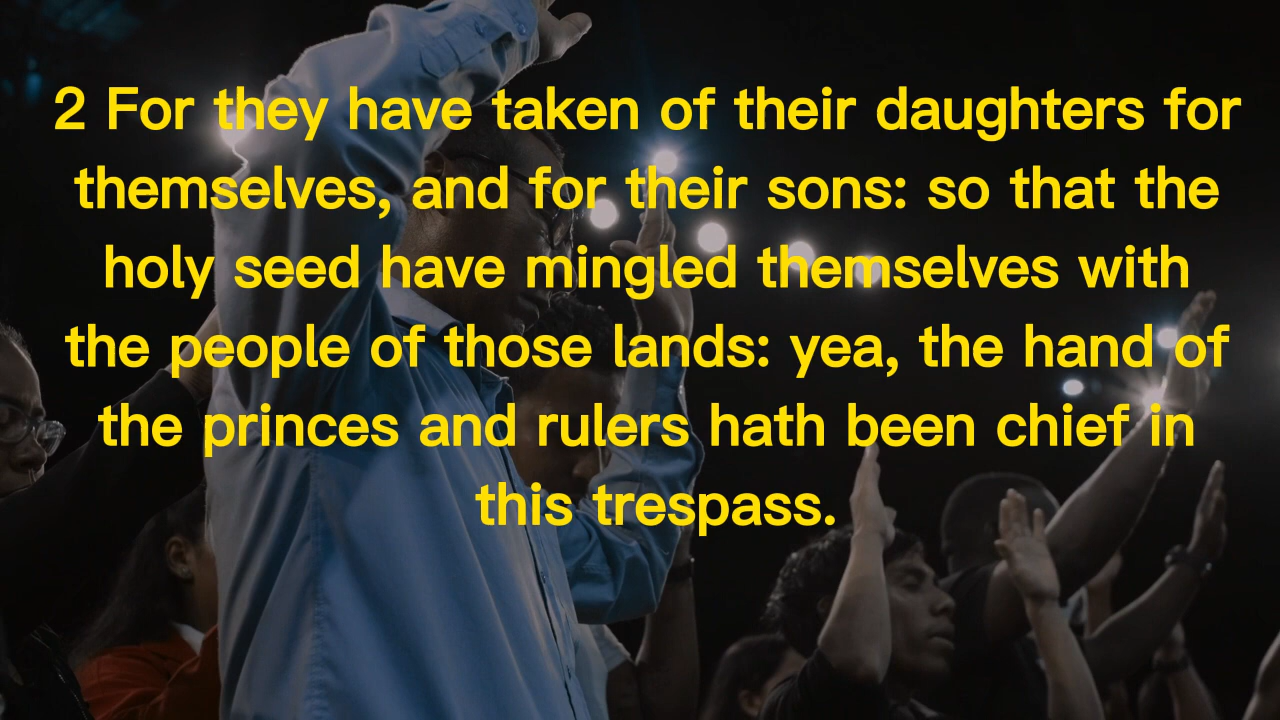 2 For they have taken of their daughters for
themselves, and for their sons: so that the
holy seed have mingled themselves with
the people of those lands: yea, the hand of
the princes and rulers hath been chief in
this trespass.